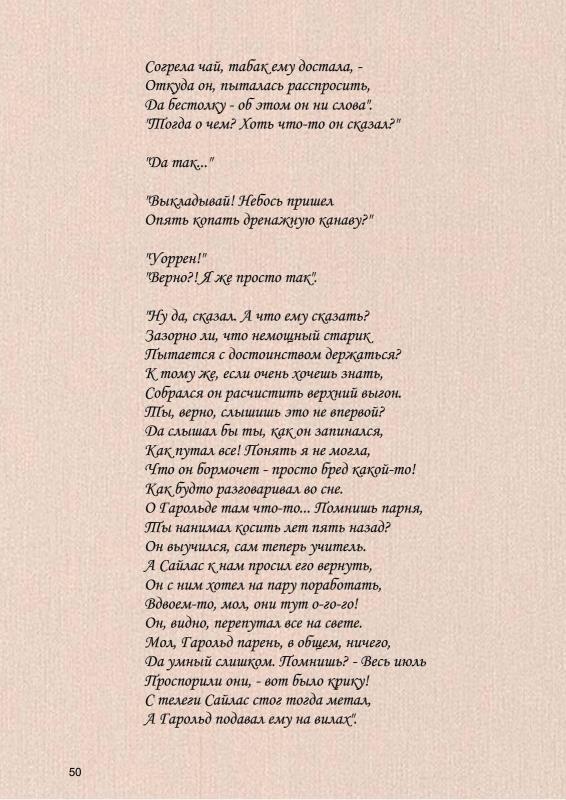 Согрела чай, табак ему достала, -
Откуда он, пыталась расспросить,
Да бестолку - об этом он ни слова".
"Тогда о чем? Хоть что-то он сказал?"
"Да так..."
"Выкладывай! Небось пришел
Опять копать дренажную канаву?"
"Уоррен!"
"Верно?! Я же просто так".
"Ну да, сказал. А что ему сказать?
Зазорно ли, что немощный старик
Пытается с достоинством держаться?
К тому же, если очень хочешь знать,
Собрался он расчистить верхний выгон.
Ты, верно, слышишь это не впервой?
Да слышал бы ты, как он запинался,
Как путал все! Понять я не могла,
Что он бормочет - просто бред какой-то!
Как будто разговаривал во сне.
О Гарольде там что-то... Помнишь парня,
Ты нанимал косить лет пять назад?
Он выучился, сам теперь учитель.
А Сайлас к нам просил его вернуть,
Он с ним хотел на пару поработать,
Вдвоем-то, мол, они тут о-го-го!
Он, видно, перепутал все на свете.
Мол, Гарольд парень, в общем, ничего,
Да умный слишком. Помнишь? - Весь июль
Проспорили они, - вот было крику!
С телеги Сайлас стог тогда метал,
А Гарольд подавал ему на вилах".
50